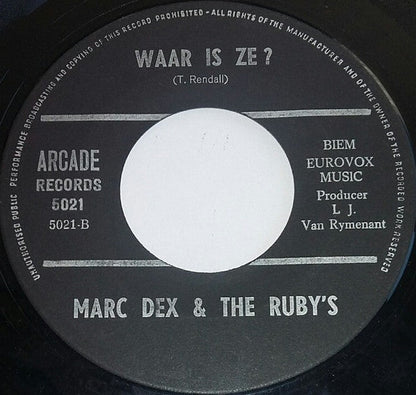 UNAUTHORISED PUBLIC PERFORMANCE BROADCASTING AND COPYING OF THIS RECORD PROHIBITED - ALL RIGHTS OF THE MANUFACTURER AND OF THE OWNER OF THE RECORDED WORK RESERVED
WAAR IS ZE ?
(T. Rendall)
ARCADE
RECORDS
5021
5021-B
BIEM
EUROVOX
MUSIC
Producer
L J.
Van Rymenant
MARC DEX & THE RUBY'S